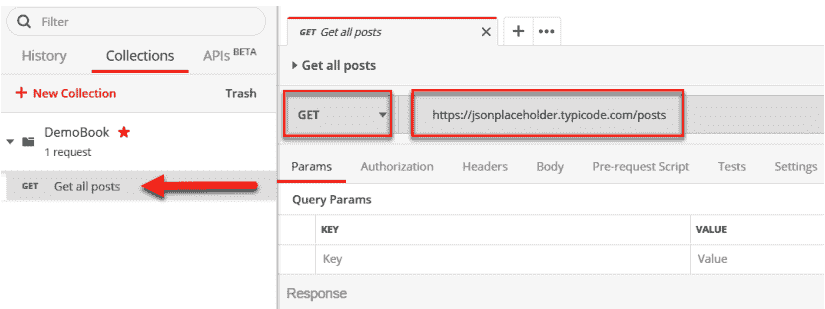 Filter
History Collections APIs BETA
+ New Collection Trash
DemoBook
1 request
GET Get all posts
GET Get all posts
Get all posts
GET https://jsonplaceholder.typicode.com/posts
Params Authorization Headers Body Pre-request Script Tests Settings
Query Params
KEY VALUE
Key Value
Response